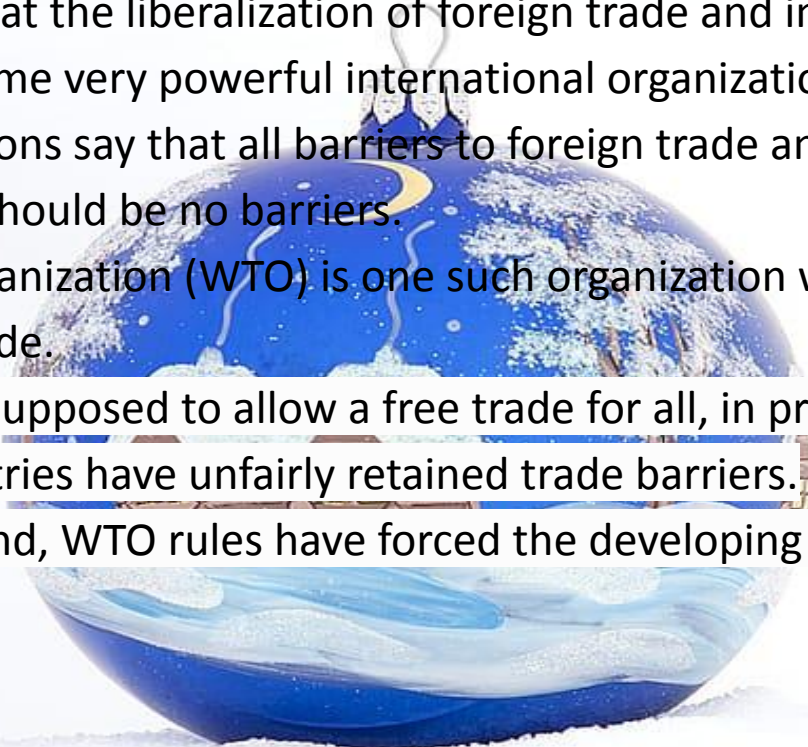 at the liberalization of foreign trade and in
me very powerful international organizatio
ons say that all barriers to foreign trade an
hould be no barriers.
anization (WTO) is one such organization w
de.
upposed to allow a free trade for all, in pr
tries have unfairly retained trade barriers.
nd, WTO rules have forced the developing